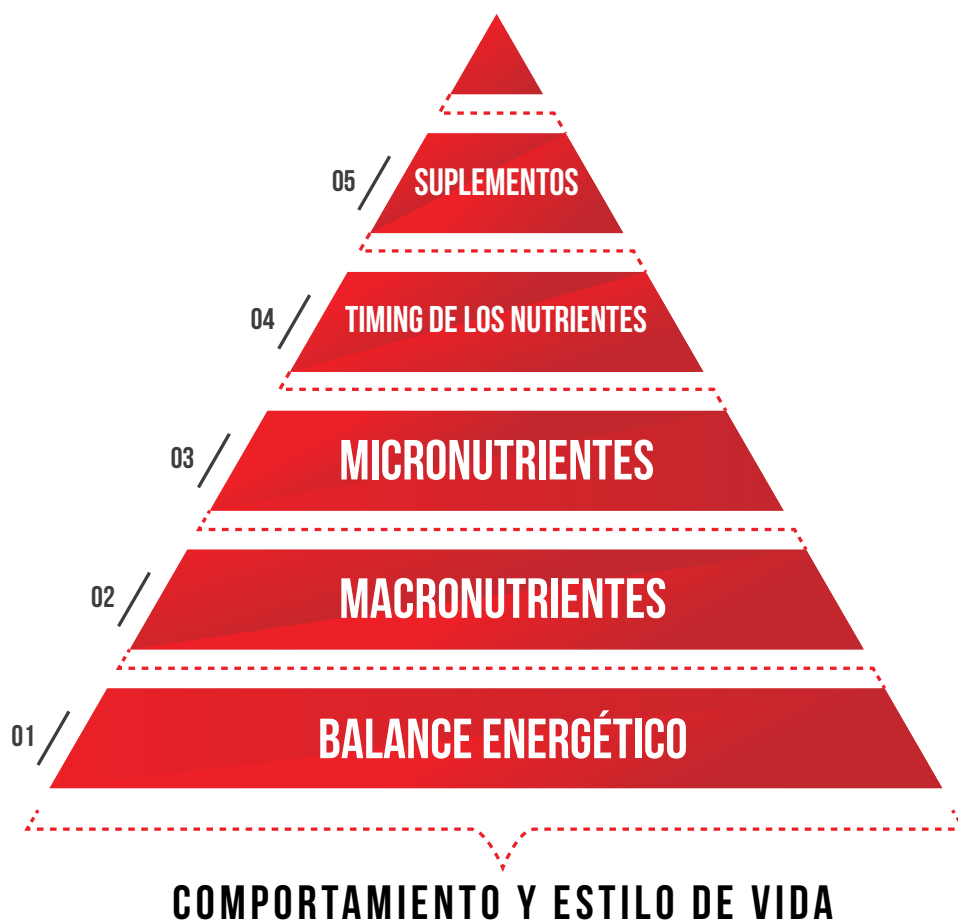 05
SUPLEMENTOS
04
TIMING DE LOS NUTRIENTES
03
MICRONUTRIENTES
02
MACRONUTRIENTES
01
BALANCE ENERGÉTICO
COMPORTAMIENTO Y ESTILO DE VIDA